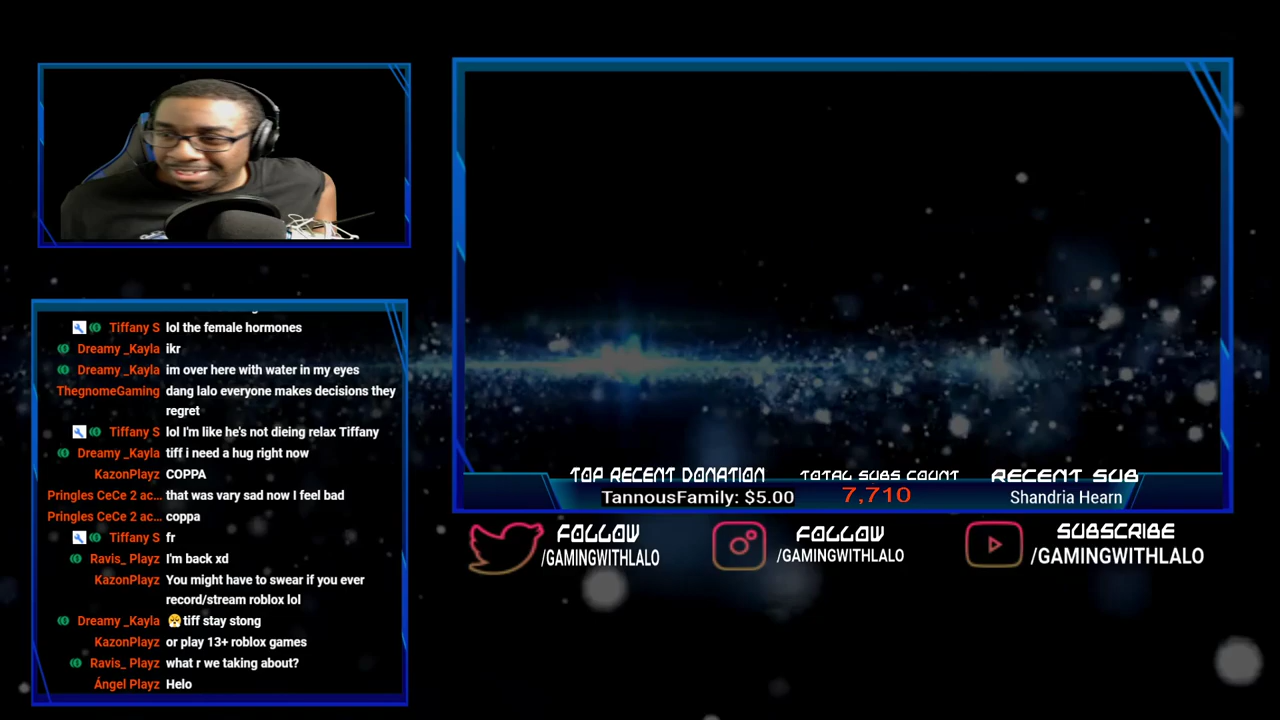 Tiffany S lol the female hormones
Dreamy _Kayla ikr
Dreamy _Kayla im over here with water in my eyes
ThegnomeGaming dang lalo everyone makes decisions they
regret
Tiffany S lol I'm like he's not dieing relax Tiffany
Dreamy _Kayla tiff i need a hug right now
KazonPlayz COPPA
Pringles CeCe 2 ac... that was vary sad now I feel bad
Pringles CeCe 2 ac... coppa
Tiffany S fr
Ravis_ Playz I'm back xd
KazonPlayz You might have to swear if you ever
record/stream roblox lol
Dreamy _Kayla 😤tiff stay stong
KazonPlayz or play 13+ roblox games
Ravis_ Playz what r we taking about?
Ángel Playz Helo
TOP RECENT DONATION TOTAL SUBS COUNT RECENT SUB
TannousFamily: $5.00 7,710 Shandria Hearn
FOLLOW FOLLOW SUBSCRIBE
/GAMINGWITHLALO /GAMINGWITHLALO /GAMINGWITHLALO